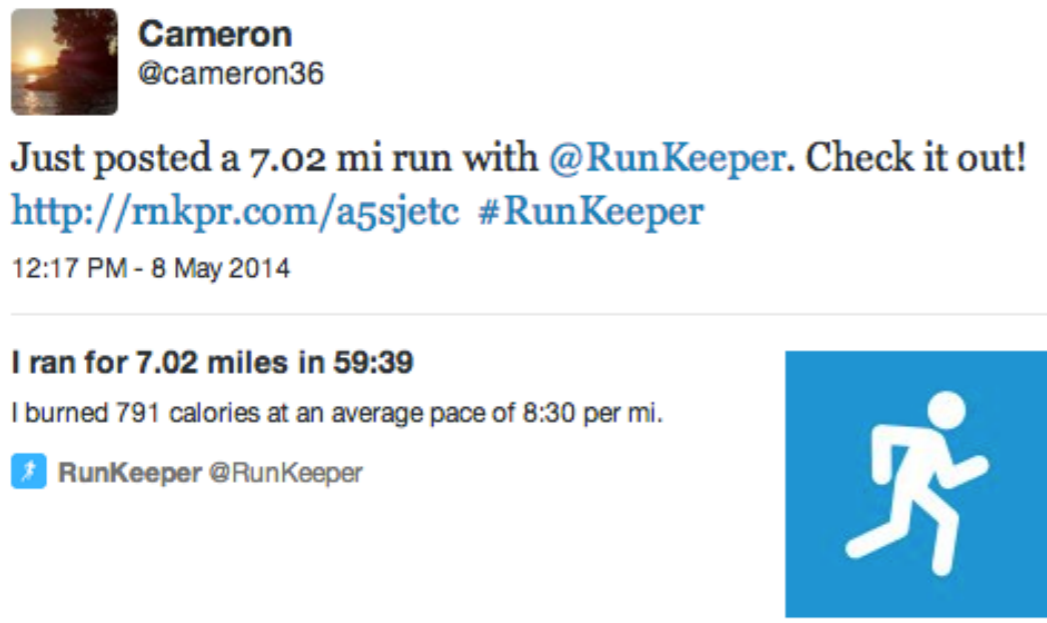 Cameron
@cameron36
Just posted a 7.02 mi run with @RunKeeper. Check it out!
http://rnkpr.com/a5sjetc #RunKeeper
12:17 PM - 8 May 2014
I ran for 7.02 miles in 59:39
I burned 791 calories at an average pace of 8:30 per mi.
RunKeeper @RunKeeper